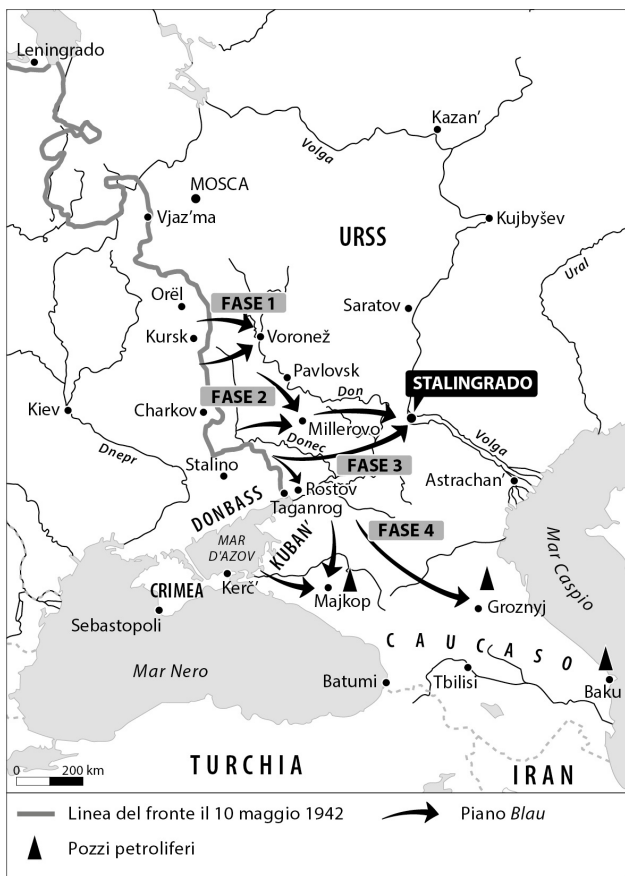 Leningrado
Kazan'
Volga
MOSCA
Vjaz'ma
Kujbyšev
URSS
Ural
Orël
FASE 1
Saratov
Kursk
Voronež
Pavlovsk
Don
STALINGRADO
FASE 2
Kiev
Charkov
Millerovo
Dnepr
Donec
Volga
Stalino
FASE 3
Astrachan'
DONBASS
Rostov
Taganrog
FASE 4
MAR
D'AZOV
KUBAN'
Mar Caspio
CRIMEA
Kerč'
Majkop
Groznyj
Sebastopoli
CAUCASO
Mar Nero
Batumi
Tbilisi
Baku
TURCHIA
IRAN
0 200 km
Linea del fronte il 10 maggio 1942
Piano Blau
Pozzi petroliferi